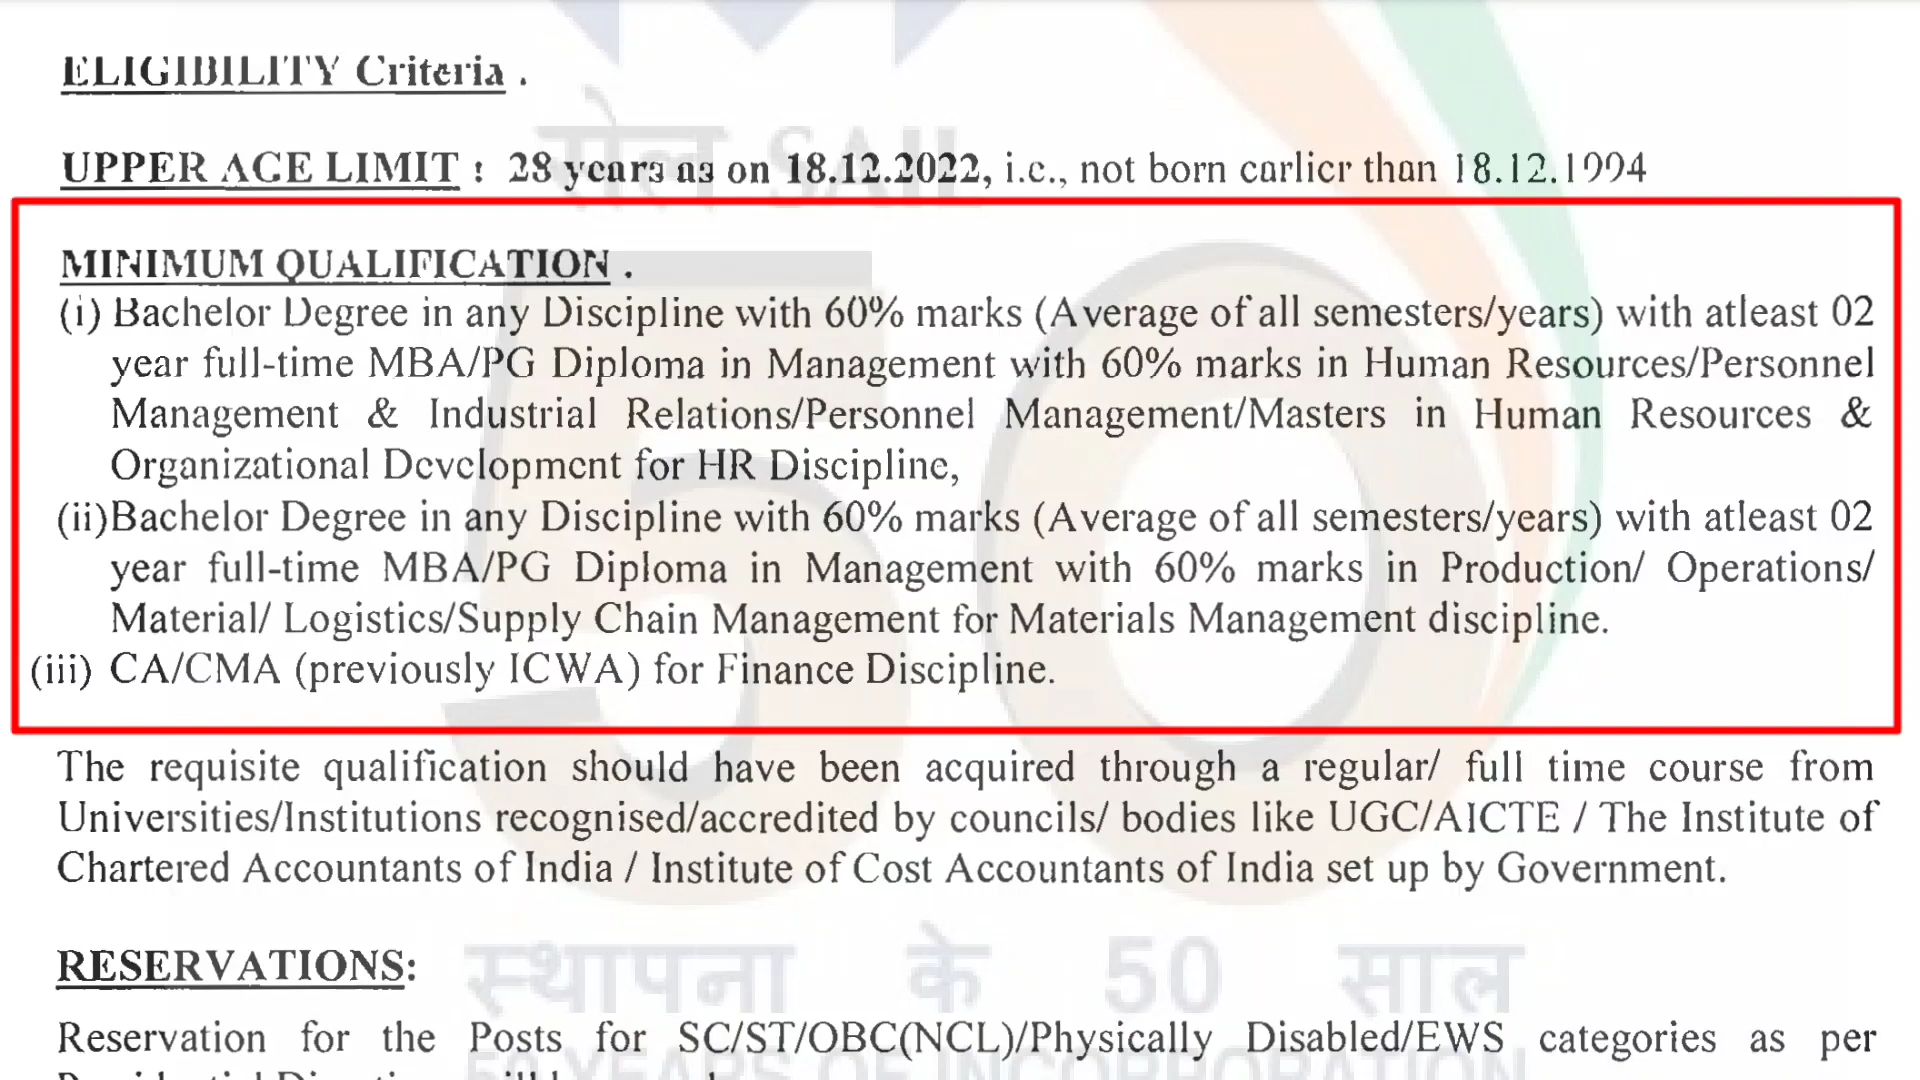 ELIGIBILITY Criteria .
सेल SAIL
UPPER AGE LIMIT : 28 years as on 18.12.2022, i.e., not born earlier than 18.12.1994
MINIMUM QUALIFICATION .
(i) Bachelor Degree in any Discipline with 60% marks (Average of all semesters/years) with atleast 02
year full-time MBA/PG Diploma in Management with 60% marks in Human Resources/Personnel
Management & Industrial Relations/Personnel Management/Masters in Human Resources &
Organizational Development for HR Discipline,
(ii)Bachelor Degree in any Discipline with 60% marks (Average of all semesters/years) with atleast 02
year full-time MBA/PG Diploma in Management with 60% marks in Production/ Operations/
Material/ Logistics/Supply Chain Management for Materials Management discipline.
(iii) CA/CMA (previously ICWA) for Finance Discipline.
50
The requisite qualification should have been acquired through a regular/ full time course from
Universities/Institutions recognised/accredited by councils/ bodies like UGC/AICTE / The Institute of
Chartered Accountants of India / Institute of Cost Accountants of India set up by Government.
RESERVATIONS:
स्थापना के 50 साल
Reservation for the Posts for SC/ST/OBC(NCL)/Physically Disabled/EWS categories as per
50 YEARS OF INCORPORATION